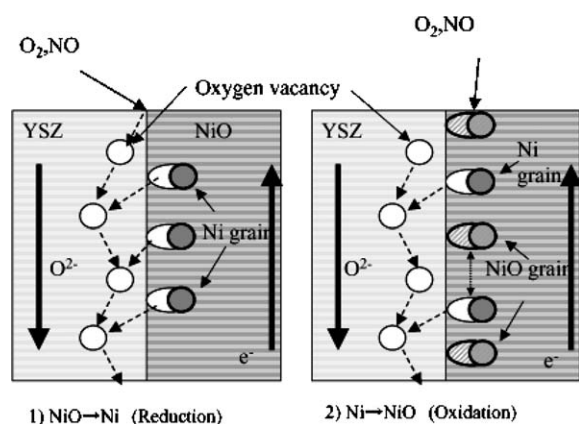 O2,NO
Oxygen vacancy
YSZ
NiO
Ni grain
O2-
e-
1) NiO→Ni (Reduction)
O2,NO
YSZ
Ni
grain
NiO grain
O2-
e-
2) Ni→NiO (Oxidation)